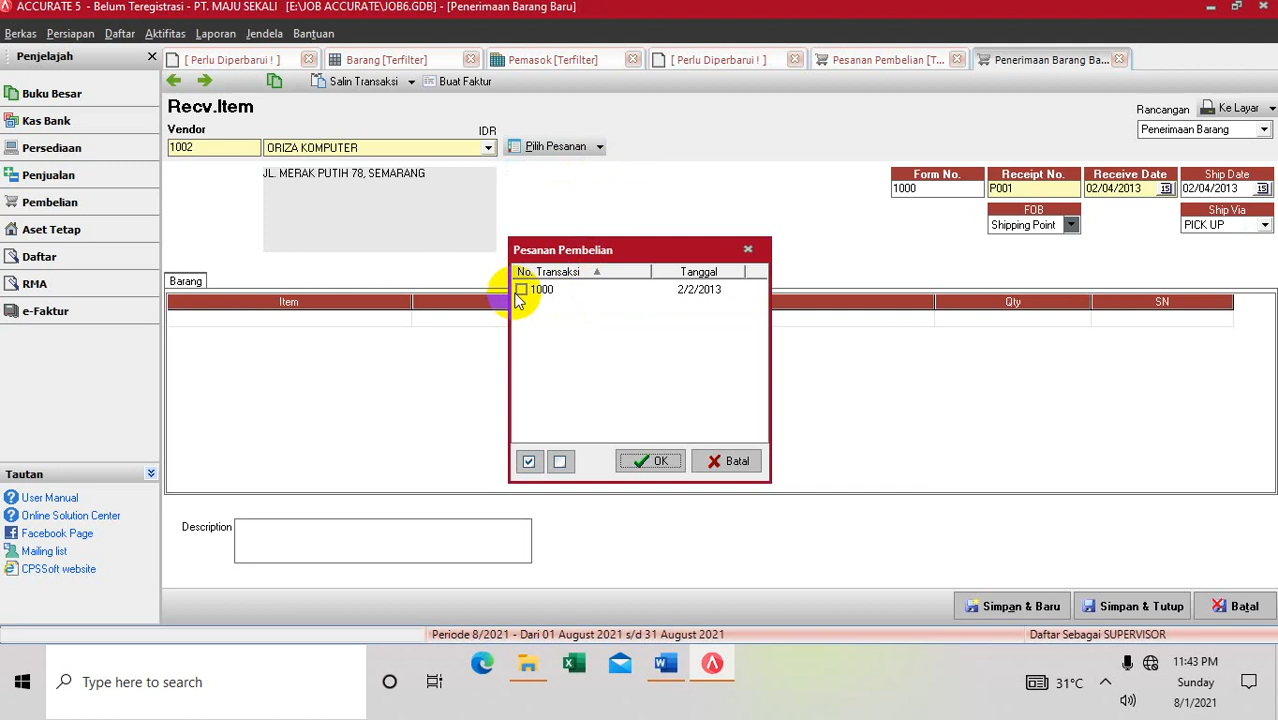 ACCURATE 5 - Belum Teregistrasi - PT. MAJU SEKALI [E:\JOB ACCURATE\JOB6.GDB] - [Penerimaan Barang Baru]
Berkas Persiapan Daftar Aktifitas Laporan Jendela Bantuan
Penjelajah
[ Perlu Diperbarui ! ] Barang [Terfilter] Pemasok [Terfilter] [ Perlu Diperbarui ! ] Pesanan Pembelian [T... Penerimaan Barang Ba...
Salin Transaksi Buat Faktur
Buku Besar
Kas Bank
Persediaan
Penjualan
Pembelian
Aset Tetap
Daftar
RMA
e-Faktur
Recv.Item
Rancangan Ke Layar
Penerimaan Barang
Vendor IDR
1002 ORIZA KOMPUTER Pilih Pesanan
JL. MERAK PUTIH 78, SEMARANG
Form No. Receipt No. Receive Date Ship Date
1000 P001 02/04/2013 15 02/04/2013 15
FOB Ship Via
Shipping Point PICK UP
Pesanan Pembelian
No. Transaksi Tanggal
1000 2/2/2013
OK Batal
Barang
Item Qty SN
Description
Simpan & Baru Simpan & Tutup Batal
Tautan
User Manual
Online Solution Center
Facebook Page
Mailing list
CPSSoft website
Periode 8/2021 - Dari 01 August 2021 s/d 31 August 2021 Daftar Sebagai SUPERVISOR
Type here to search
31°C
11:43 PM
Sunday
8/1/2021